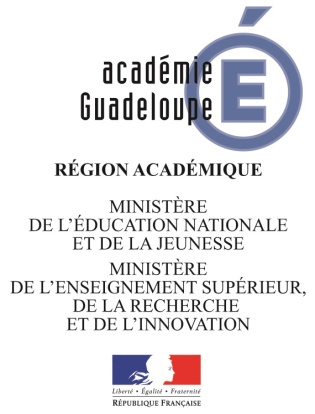 académie
Guadeloupe
É
RÉGION ACADÉMIQUE
MINISTÈRE
DE L'ÉDUCATION NATIONALE
ET DE LA JEUNESSE
MINISTÈRE
DE L'ENSEIGNEMENT SUPÉRIEUR,
DE LA RECHERCHE
ET DE L'INNOVATION
Liberté • Égalité • Fraternité
RÉPUBLIQUE FRANÇAISE